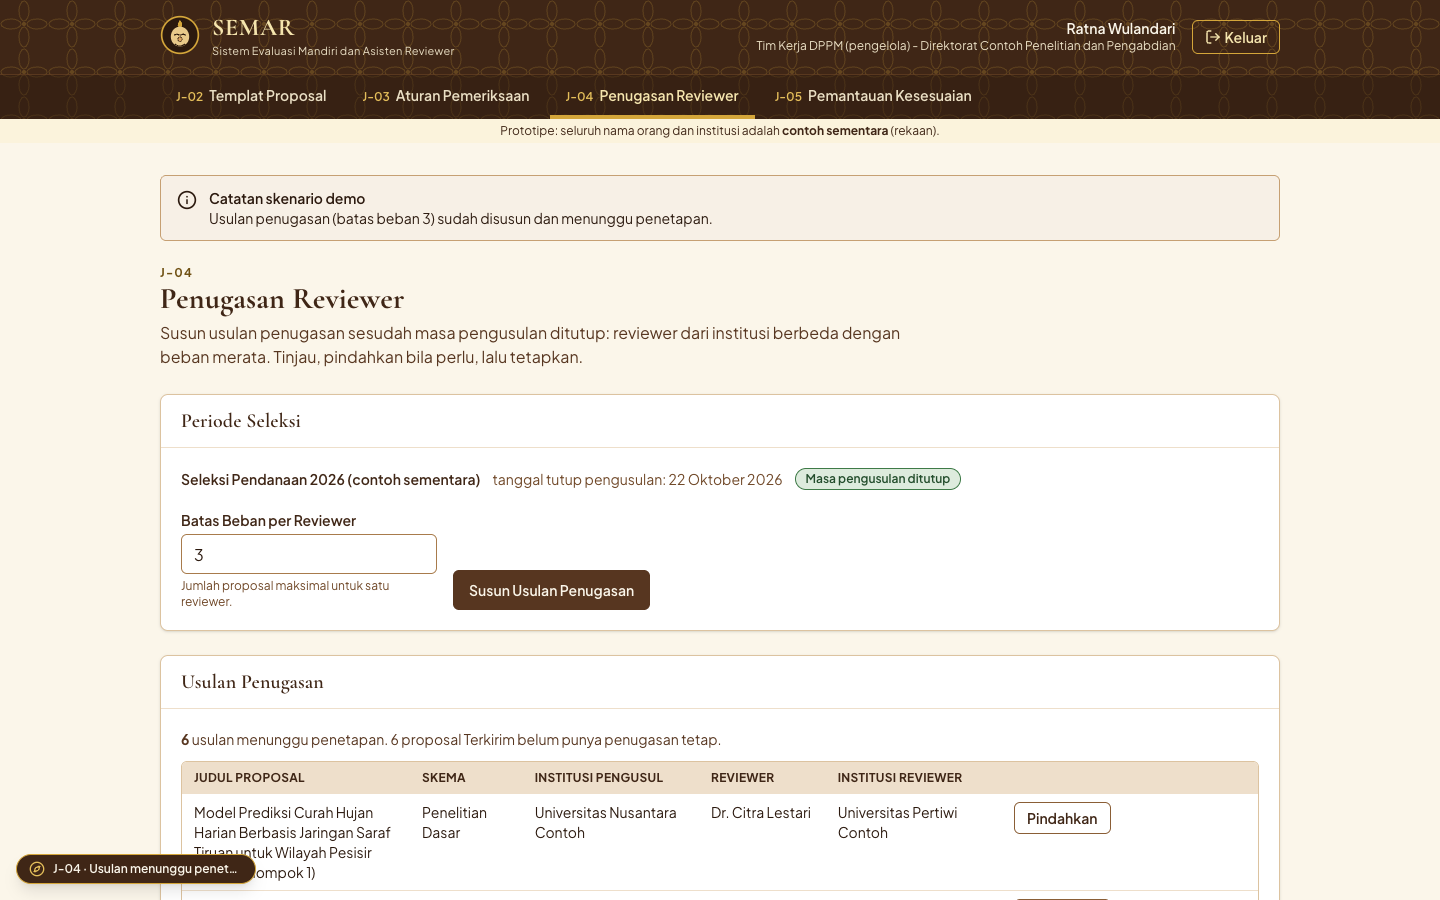 SEMAR
Sistem Evaluasi Mandiri dan Asisten Reviewer
Ratna Wulandari
Tim Kerja DPPM (pengelola) - Direktorat Contoh Penelitian dan Pengabdian
Keluar
J-02 Templat Proposal
J-03 Aturan Pemeriksaan
J-04 Penugasan Reviewer
J-05 Pemantauan Kesesuaian
Prototipe: seluruh nama orang dan institusi adalah contoh sementara (rekaan).
Catatan skenario demo
Usulan penugasan (batas beban 3) sudah disusun dan menunggu penetapan.
J-04
Penugasan Reviewer
Susun usulan penugasan sesudah masa pengusulan ditutup: reviewer dari institusi berbeda dengan
beban merata. Tinjau, pindahkan bila perlu, lalu tetapkan.
Periode Seleksi
Seleksi Pendanaan 2026 (contoh sementara) tanggal tutup pengusulan: 22 Oktober 2026 Masa pengusulan ditutup
Batas Beban per Reviewer
3
Jumlah proposal maksimal untuk satu
reviewer.
Susun Usulan Penugasan
Usulan Penugasan
6 usulan menunggu penetapan. 6 proposal Terkirim belum punya penugasan tetap.
JUDUL PROPOSAL SKEMA INSTITUSI PENGUSUL REVIEWER INSTITUSI REVIEWER
Model Prediksi Curah Hujan Penelitian Universitas Nusantara Dr. Citra Lestari Universitas Pertiwi Pindahkan
Harian Berbasis Jaringan Saraf Dasar Contoh Contoh
Tiruan untuk Wilayah Pesisir
ompok 1)
J-04 · Usulan menunggu penet...